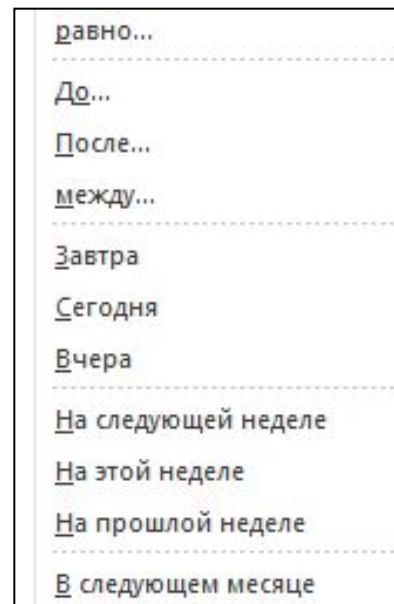 равно...
До...
После...
между...
Завтра
Сегодня
Вчера
На следующей неделе
На этой неделе
На прошлой неделе
В следующем месяце